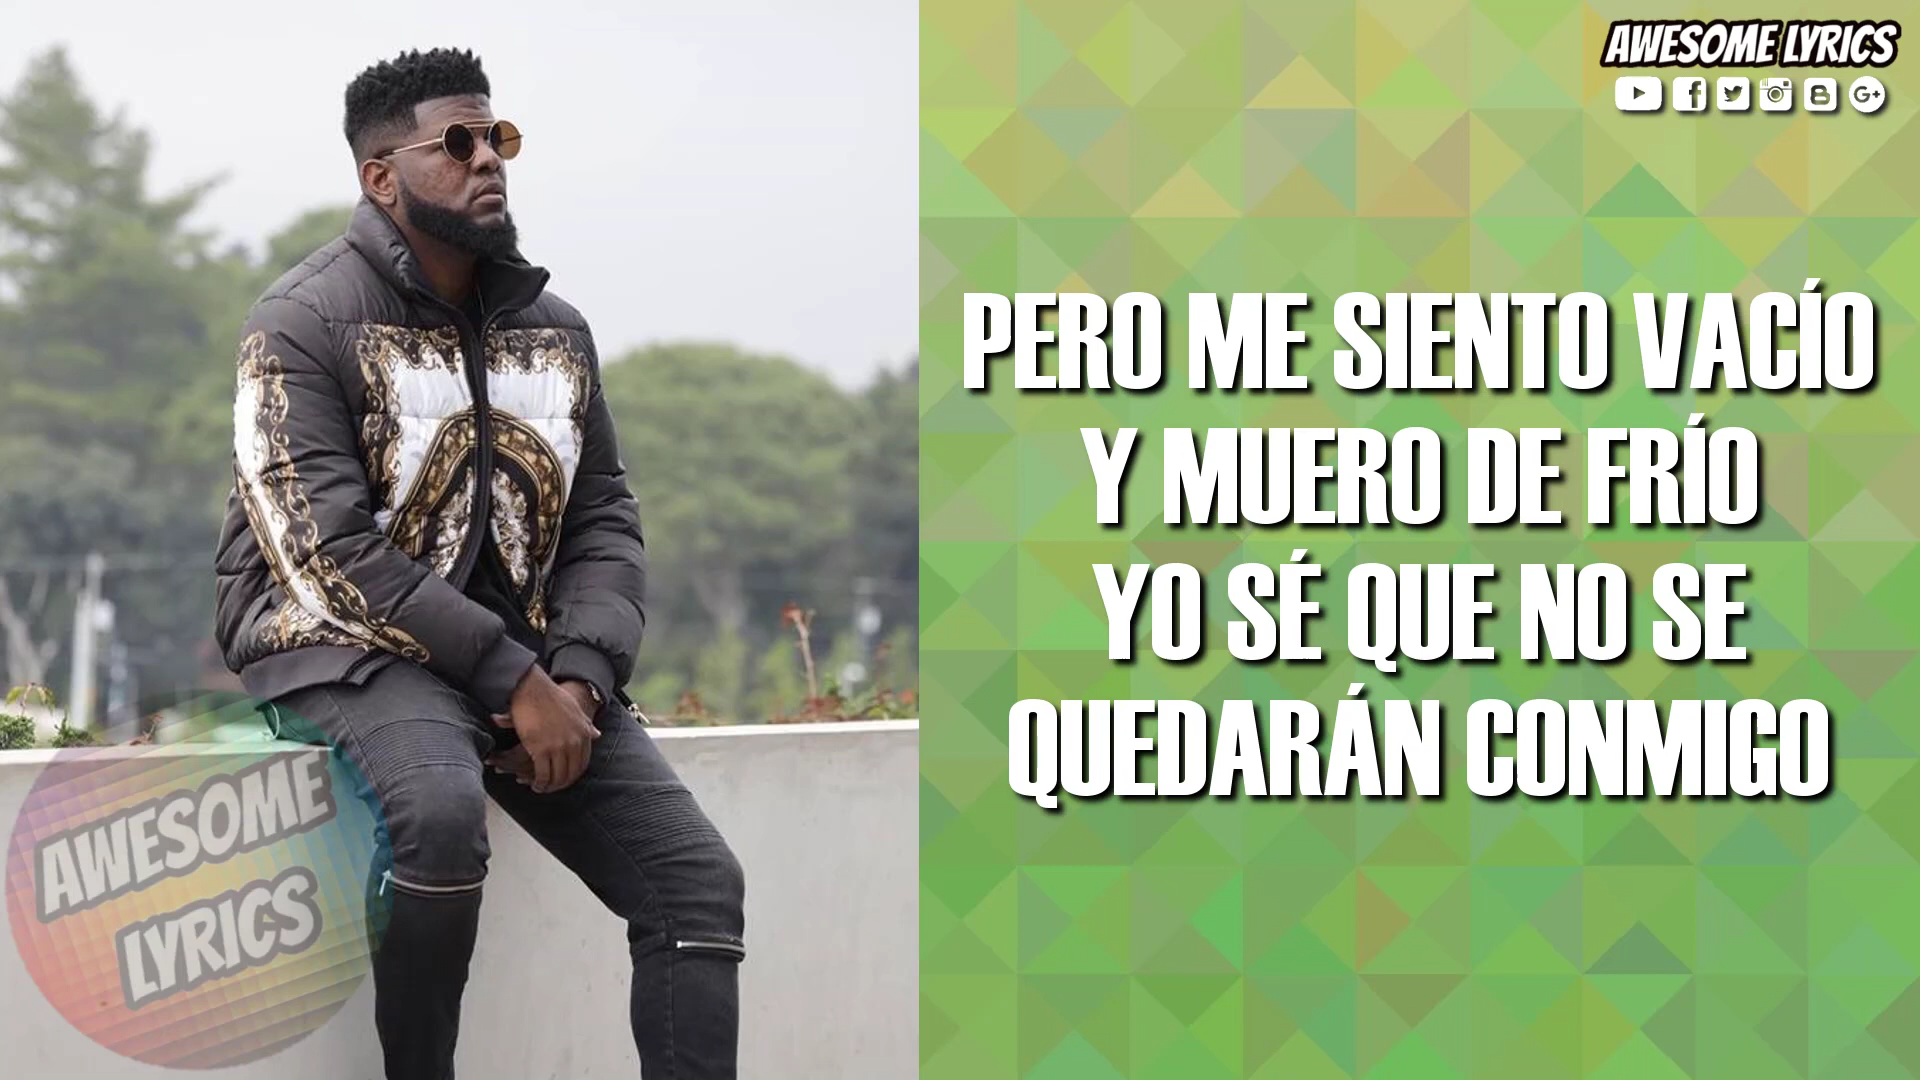 AWESOME LYRICS
PERO ME SIENTO VACÍO
Y MUERO DE FRÍO
YO SÉ QUE NO SE
QUEDARÁN CONMIGO
AWESOME
LYRICS